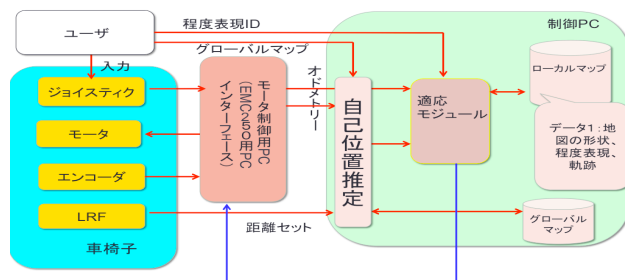 程度表現ID
制御PC
ユーザ
グローバルマップ
入力
ジョイスティク
モータ
エンコーダ
LRF
車椅子
モータ制御用PC
(EMC250用PC
インターフェース)
オドメトリー
自己位置推定
距離セット
適応
モジュール
ローカルマップ
データ1:地
図の形状、
程度表現、
軌跡
グローバル
マップ